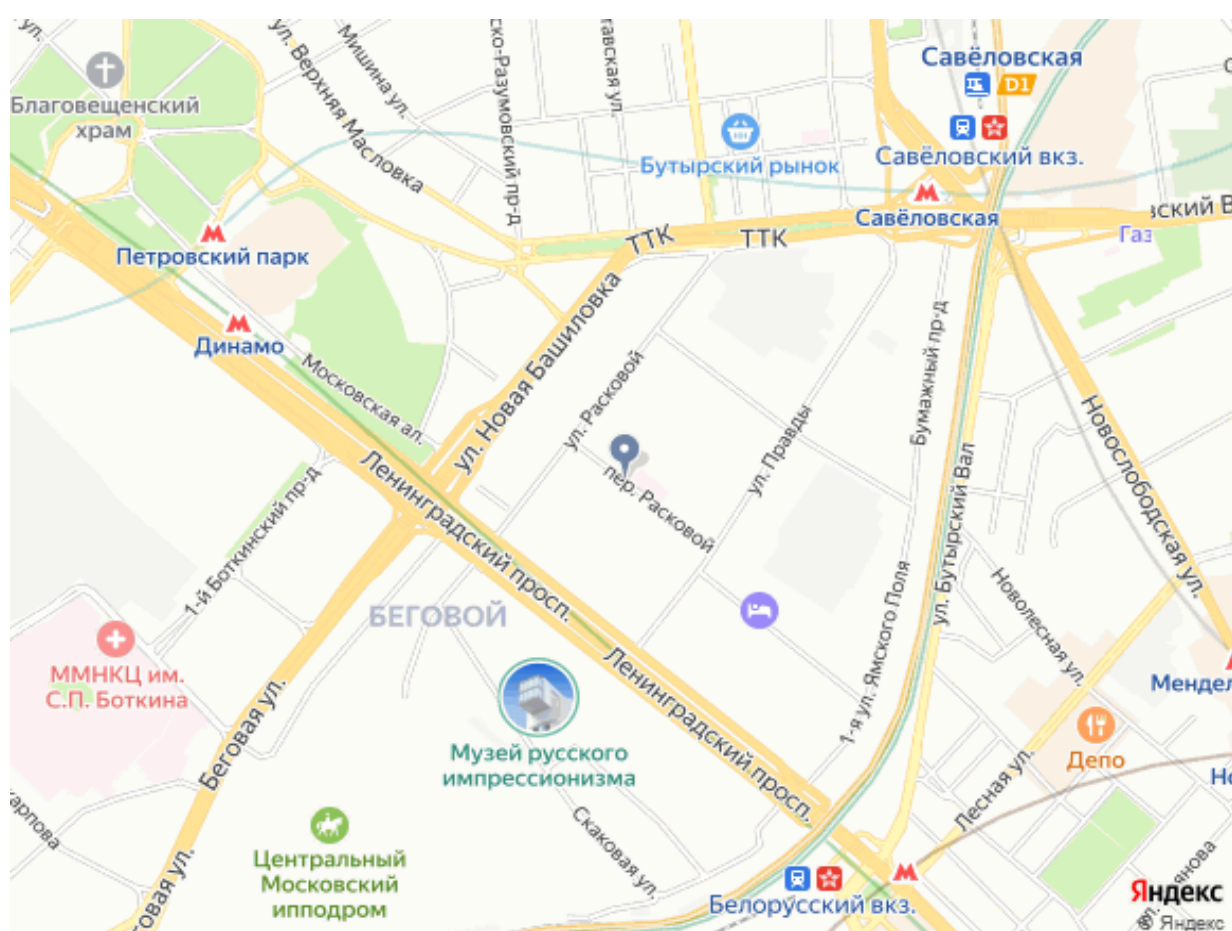 Савёловская
D1
Мишина ул.
ул. Верхняя Масловка
Благовещенский
храм
Бутырский рынок
Савёловский вкз.
Савёловская
Петровский парк
ТТК
ТТК
Газ
Динамо
Московская ал.
ул. Новая Башиловка
ул. Расковой
Бумажный пр-д
ул. Правды
Новослободская ул.
пер. Расковой
Ленинградский просп.
1-й Боткинский пр-д
ул. Бутырский Вал
БЕГОВОЙ
Новолесная ул.
1-я ул. Ямского Поля
ММНКЦ им.
С.П. Боткина
Ленинградский просп.
Беговая ул.
Музей русского
импрессионизма
Депо
Лесная ул.
Скаковая ул.
Центральный
Московский
ипподром
Белорусский вкз.
Яндекс
© Яндекс